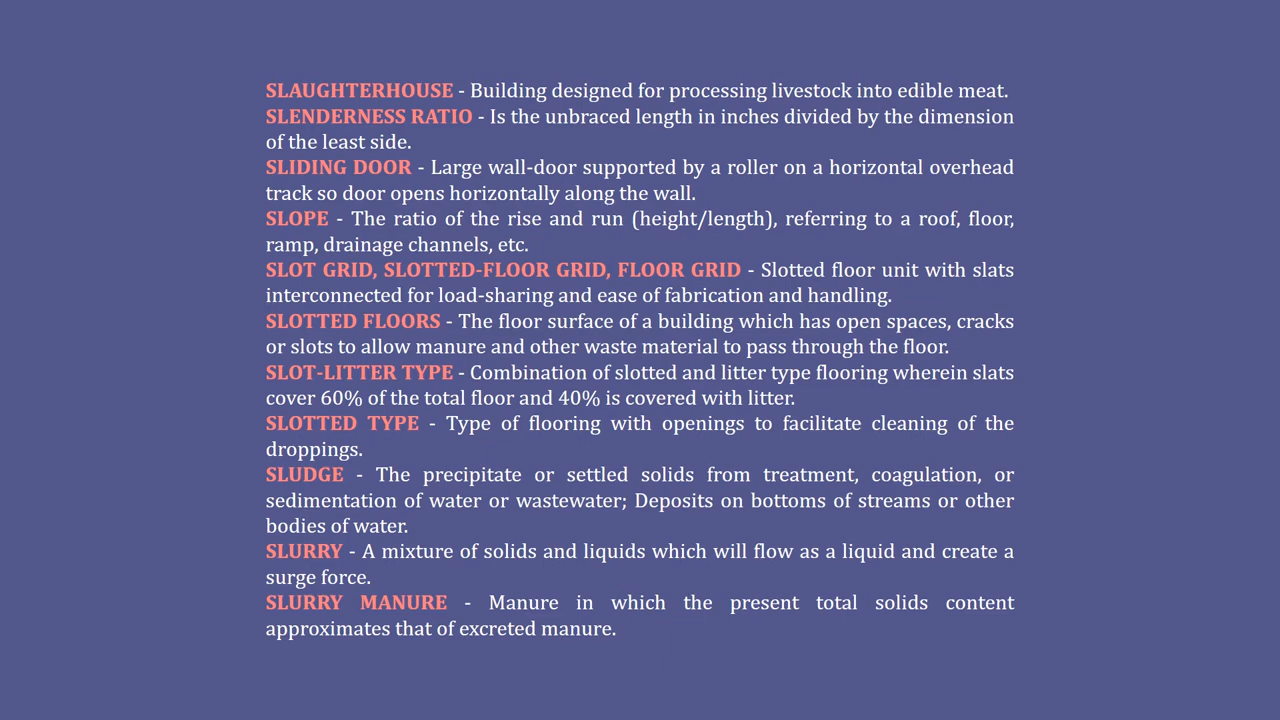 SLAUGHTERHOUSE - Building designed for processing livestock into edible meat.
SLENDERNESS RATIO - Is the unbraced length in inches divided by the dimension
of the least side.
SLIDING DOOR - Large wall-door supported by a roller on a horizontal overhead
track so door opens horizontally along the wall.
SLOPE - The ratio of the rise and run (height/length), referring to a roof, floor,
ramp, drainage channels, etc.
SLOT GRID, SLOTTED-FLOOR GRID, FLOOR GRID - Slotted floor unit with slats
interconnected for load-sharing and ease of fabrication and handling.
SLOTTED FLOORS - The floor surface of a building which has open spaces, cracks
or slots to allow manure and other waste material to pass through the floor.
SLOT-LITTER TYPE - Combination of slotted and litter type flooring wherein slats
cover 60% of the total floor and 40% is covered with litter.
SLOTTED TYPE - Type of flooring with openings to facilitate cleaning of the
droppings.
SLUDGE - The precipitate or settled solids from treatment, coagulation, or
sedimentation of water or wastewater; Deposits on bottoms of streams or other
bodies of water.
SLURRY - A mixture of solids and liquids which will flow as a liquid and create a
surge force.
SLURRY MANURE - Manure in which the present total solids content
approximates that of excreted manure.